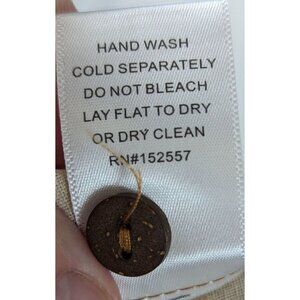 HAND WASH
COLD SEPARATELY
DO NOT BLEACH
LAY FLAT TO DRY
OR DRY CLEAN
RN#152557